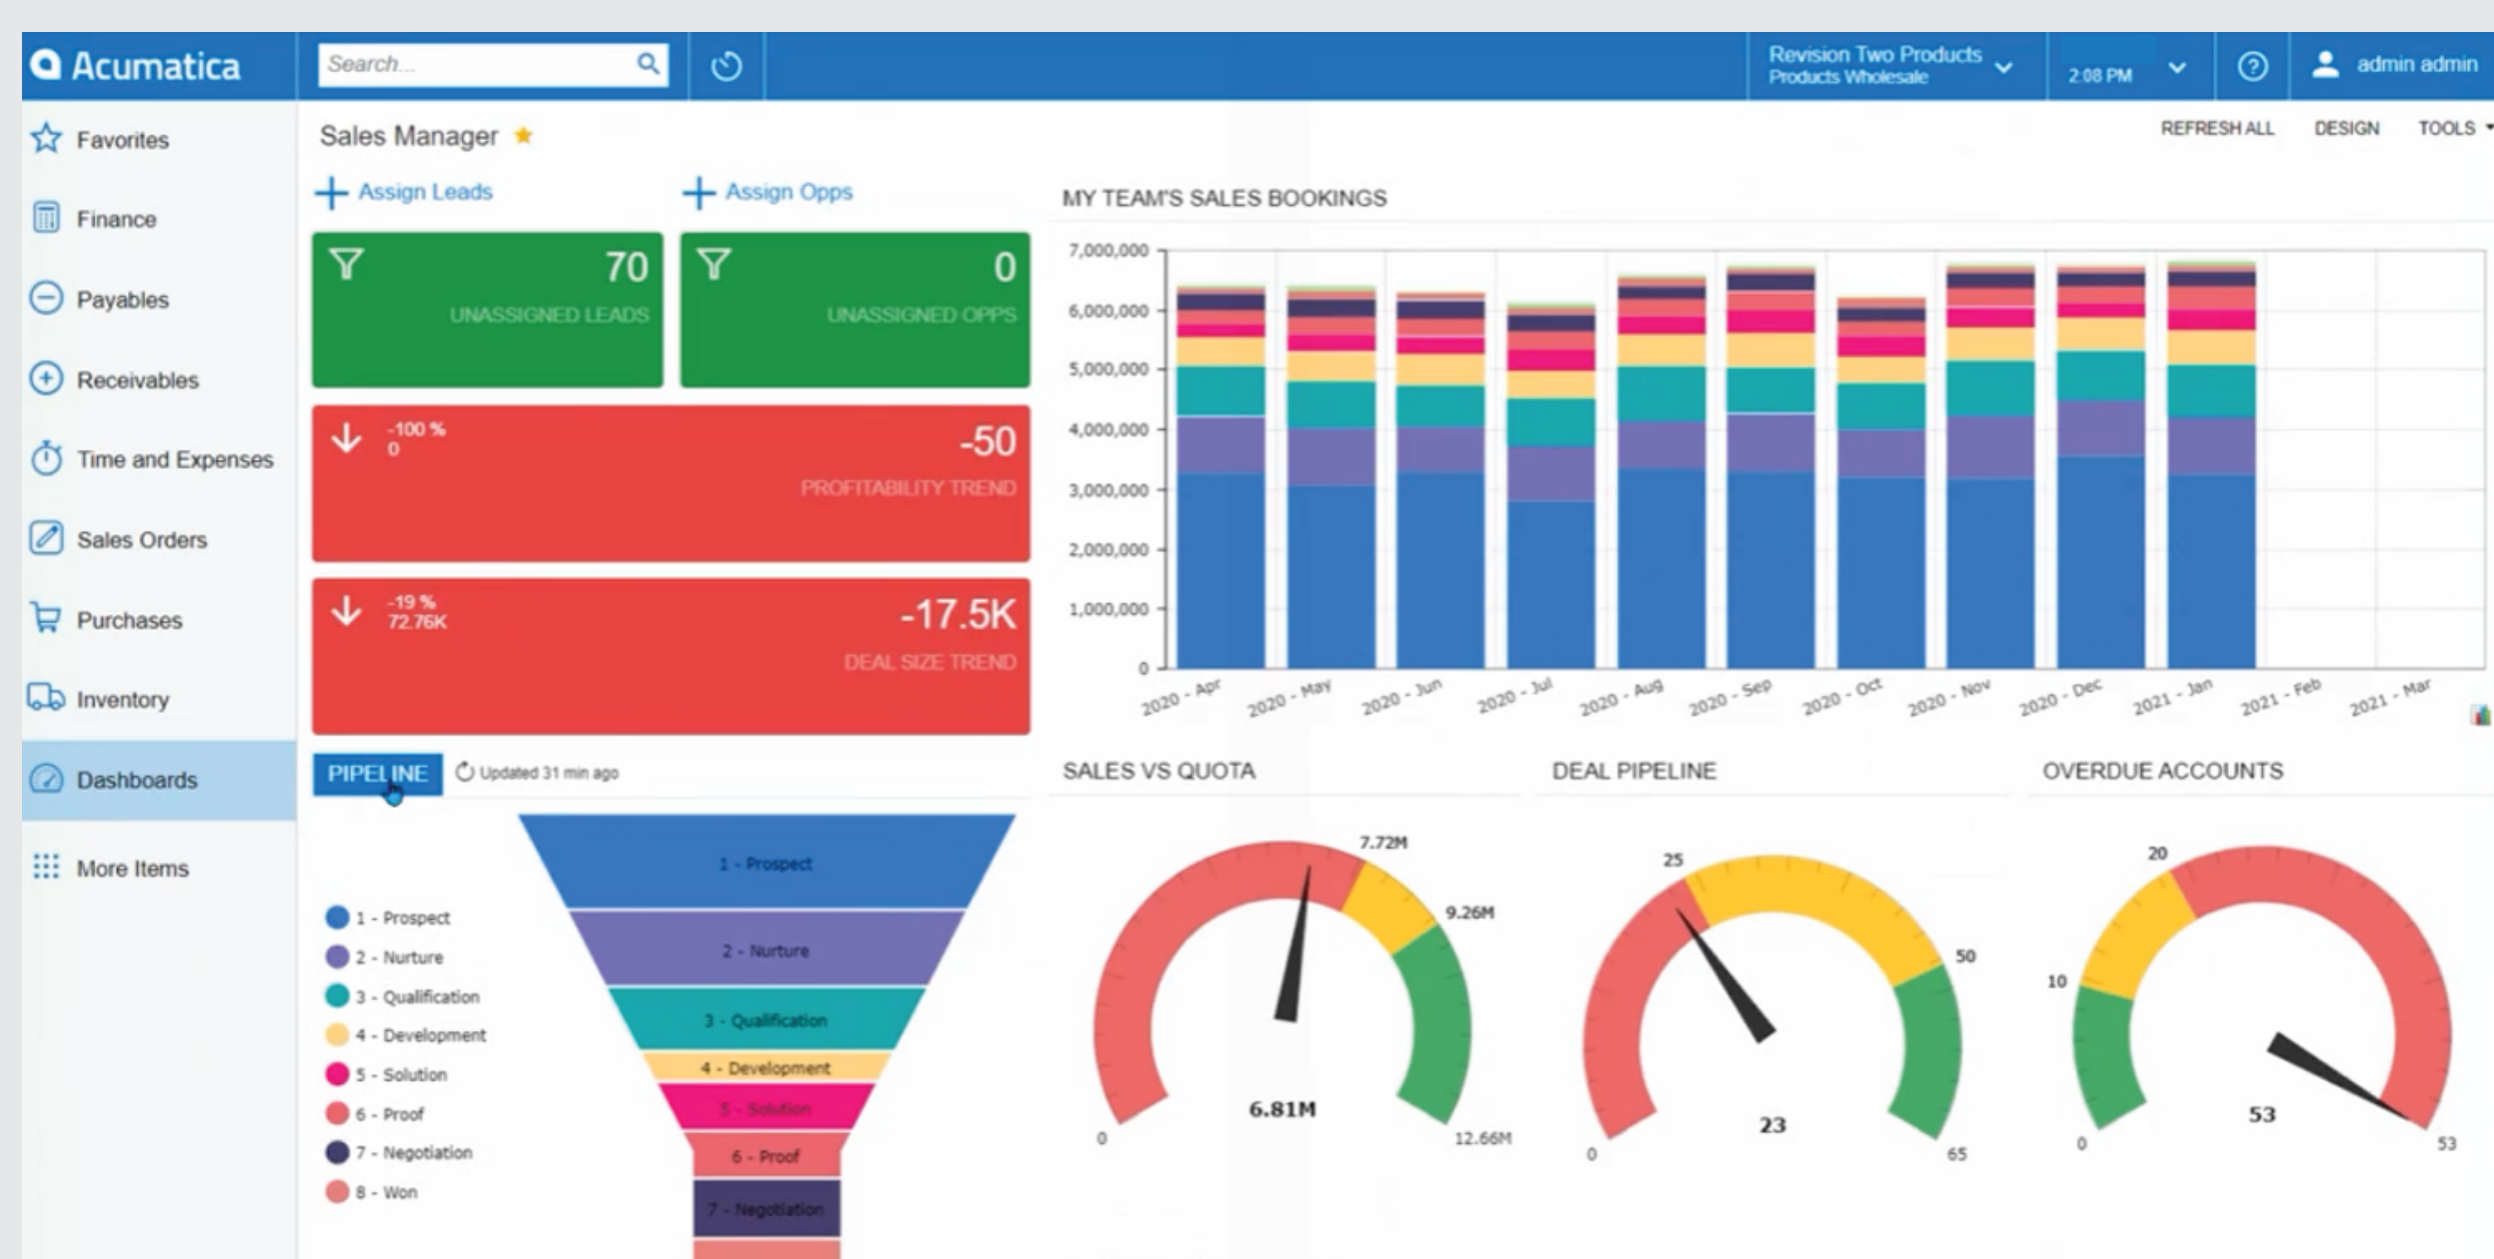 Acumatica
Search...
Revision Two Products
Products Wholesale
2:08 PM
admin admin
Favorites
Finance
Payables
Receivables
Time and Expenses
Sales Orders
Purchases
Inventory
Dashboards
More Items
Sales Manager
REFRESH ALL
DESIGN
TOOLS
Assign Leads
Assign Opps
70
UNASSIGNED LEADS
0
UNASSIGNED OPPS
-100 %
0
-50
PROFITABILITY TREND
-19 %
72.76K
-17.5K
DEAL SIZE TREND
MY TEAM'S SALES BOOKINGS
7,000,000
6,000,000
5,000,000
4,000,000
3,000,000
2,000,000
1,000,000
0
2020 - Apr
2020 - May
2020 - Jun
2020 - Jul
2020 - Aug
2020 - Sep
2020 - Oct
2020 - Nov
2020 - Dec
2021 - Jan
2021 - Feb
2021 - Mar
PIPELINE
Updated 31 min ago
1 - Prospect
2 - Nurture
3 - Qualification
4 - Development
5 - Solution
6 - Proof
7 - Negotiation
8 - Won
1 - Prospect
2 - Nurture
3 - Qualification
4 - Development
5 - Solution
6 - Proof
7 - Negotiation
SALES VS QUOTA
7.72M
9.26M
6.81M
0
12.66M
DEAL PIPELINE
25
50
23
0
65
OVERDUE ACCOUNTS
20
10
53
0
53